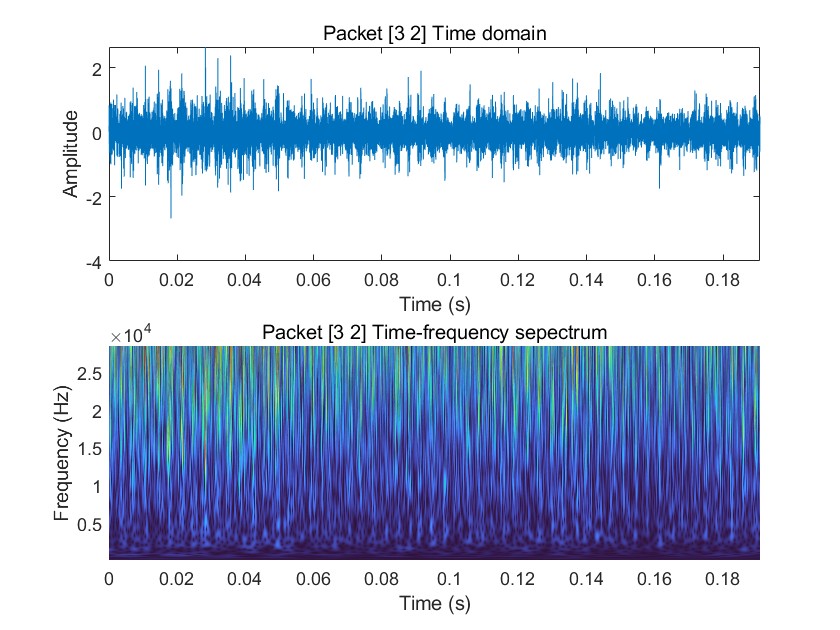 Packet [3 2] Time domain
2
0
-2
-4
Amplitude
0 0.02 0.04 0.06 0.08 0.1 0.12 0.14 0.16 0.18
Time (s)
×10⁴ Packet [3 2] Time-frequency sepectrum
2.5
2
1.5
1
0.5
Frequency (Hz)
0 0.02 0.04 0.06 0.08 0.1 0.12 0.14 0.16 0.18
Time (s)